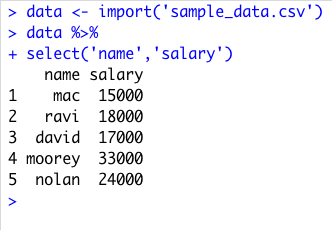 > data <- import('sample_data.csv')
> data %>%
+ select('name','salary')
    name salary
1    mac  15000
2   ravi  18000
3  david  17000
4 moorey  33000
5  nolan  24000
>